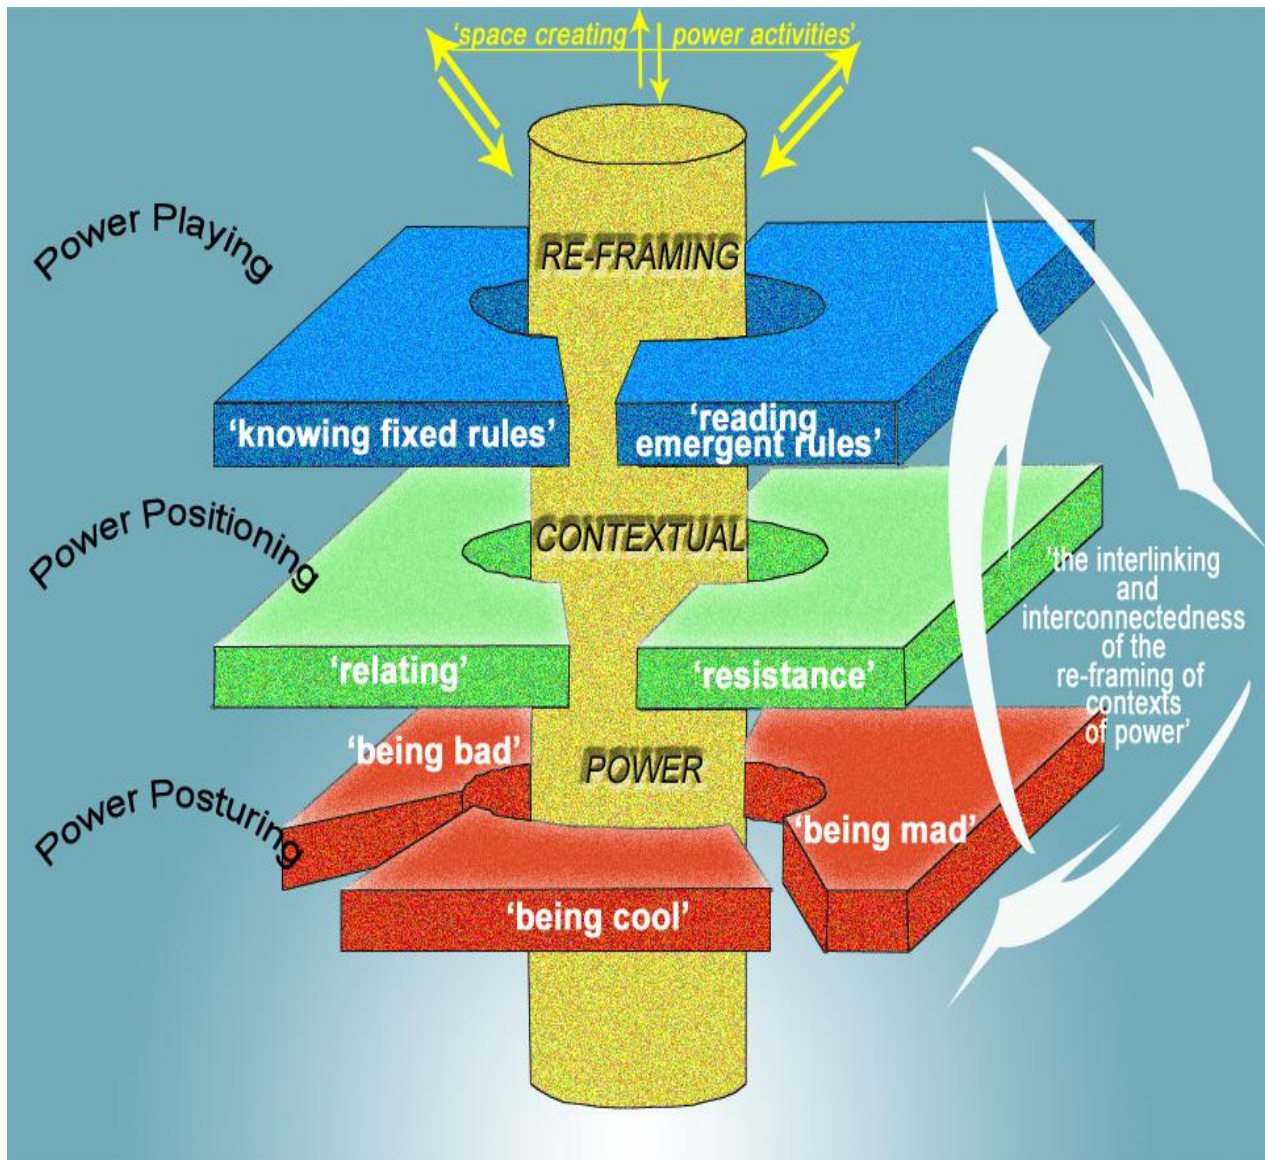 ‘space creating power activities’
Power Playing
RE-FRAMING
‘knowing fixed rules’
‘reading
emergent rules’
Power Positioning
CONTEXTUAL
‘relating’
‘resistance’
Power Posturing
POWER
‘being bad’
‘being mad’
‘being cool’
‘the interlinking
and
interconnectedness
of the
re-framing of
contexts
of power’